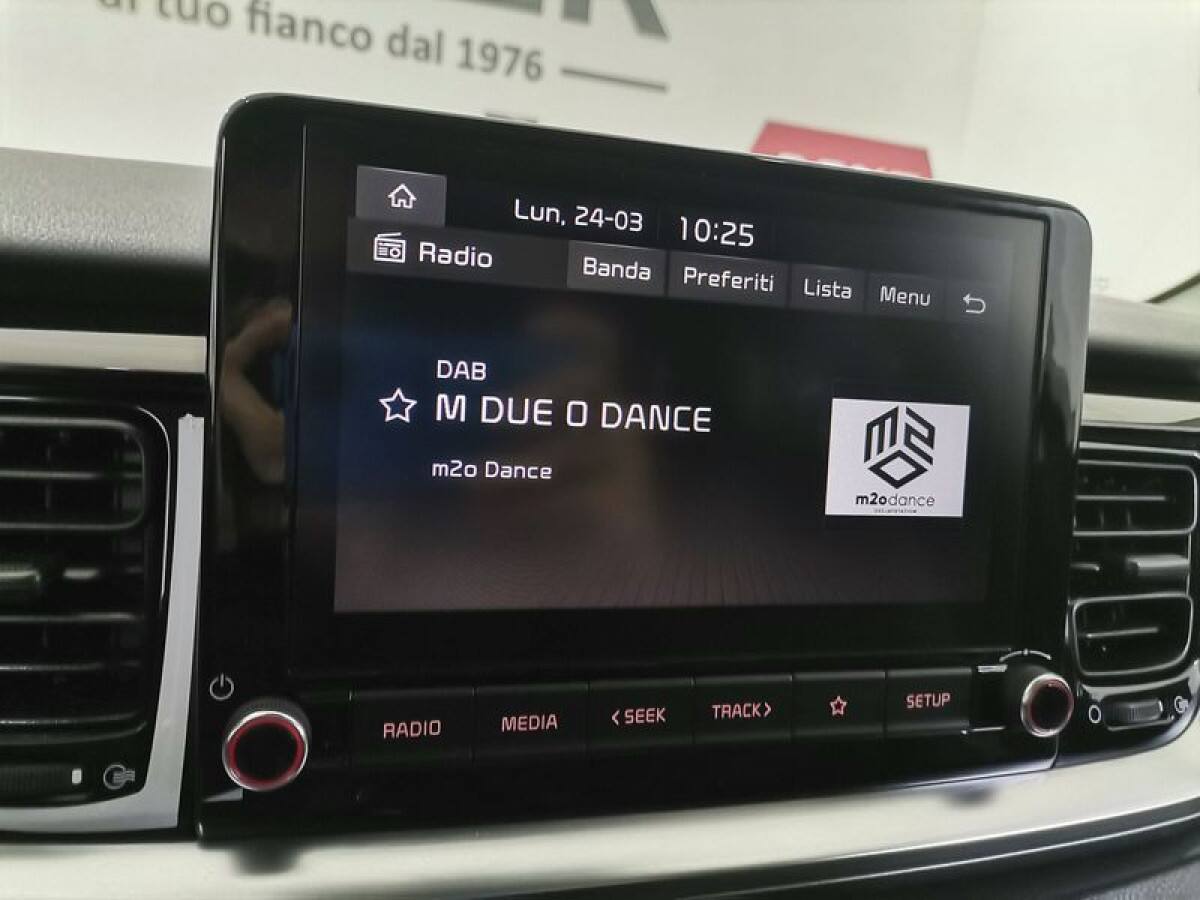 al tuo fianco dal 1976
Lun, 24-03 10:25
Radio Banda Preferiti Lista Menu
DAB
M DUE O DANCE
m2o Dance
m2o
m2odance
RADIO MEDIA <SEEK TRACK> SETUP